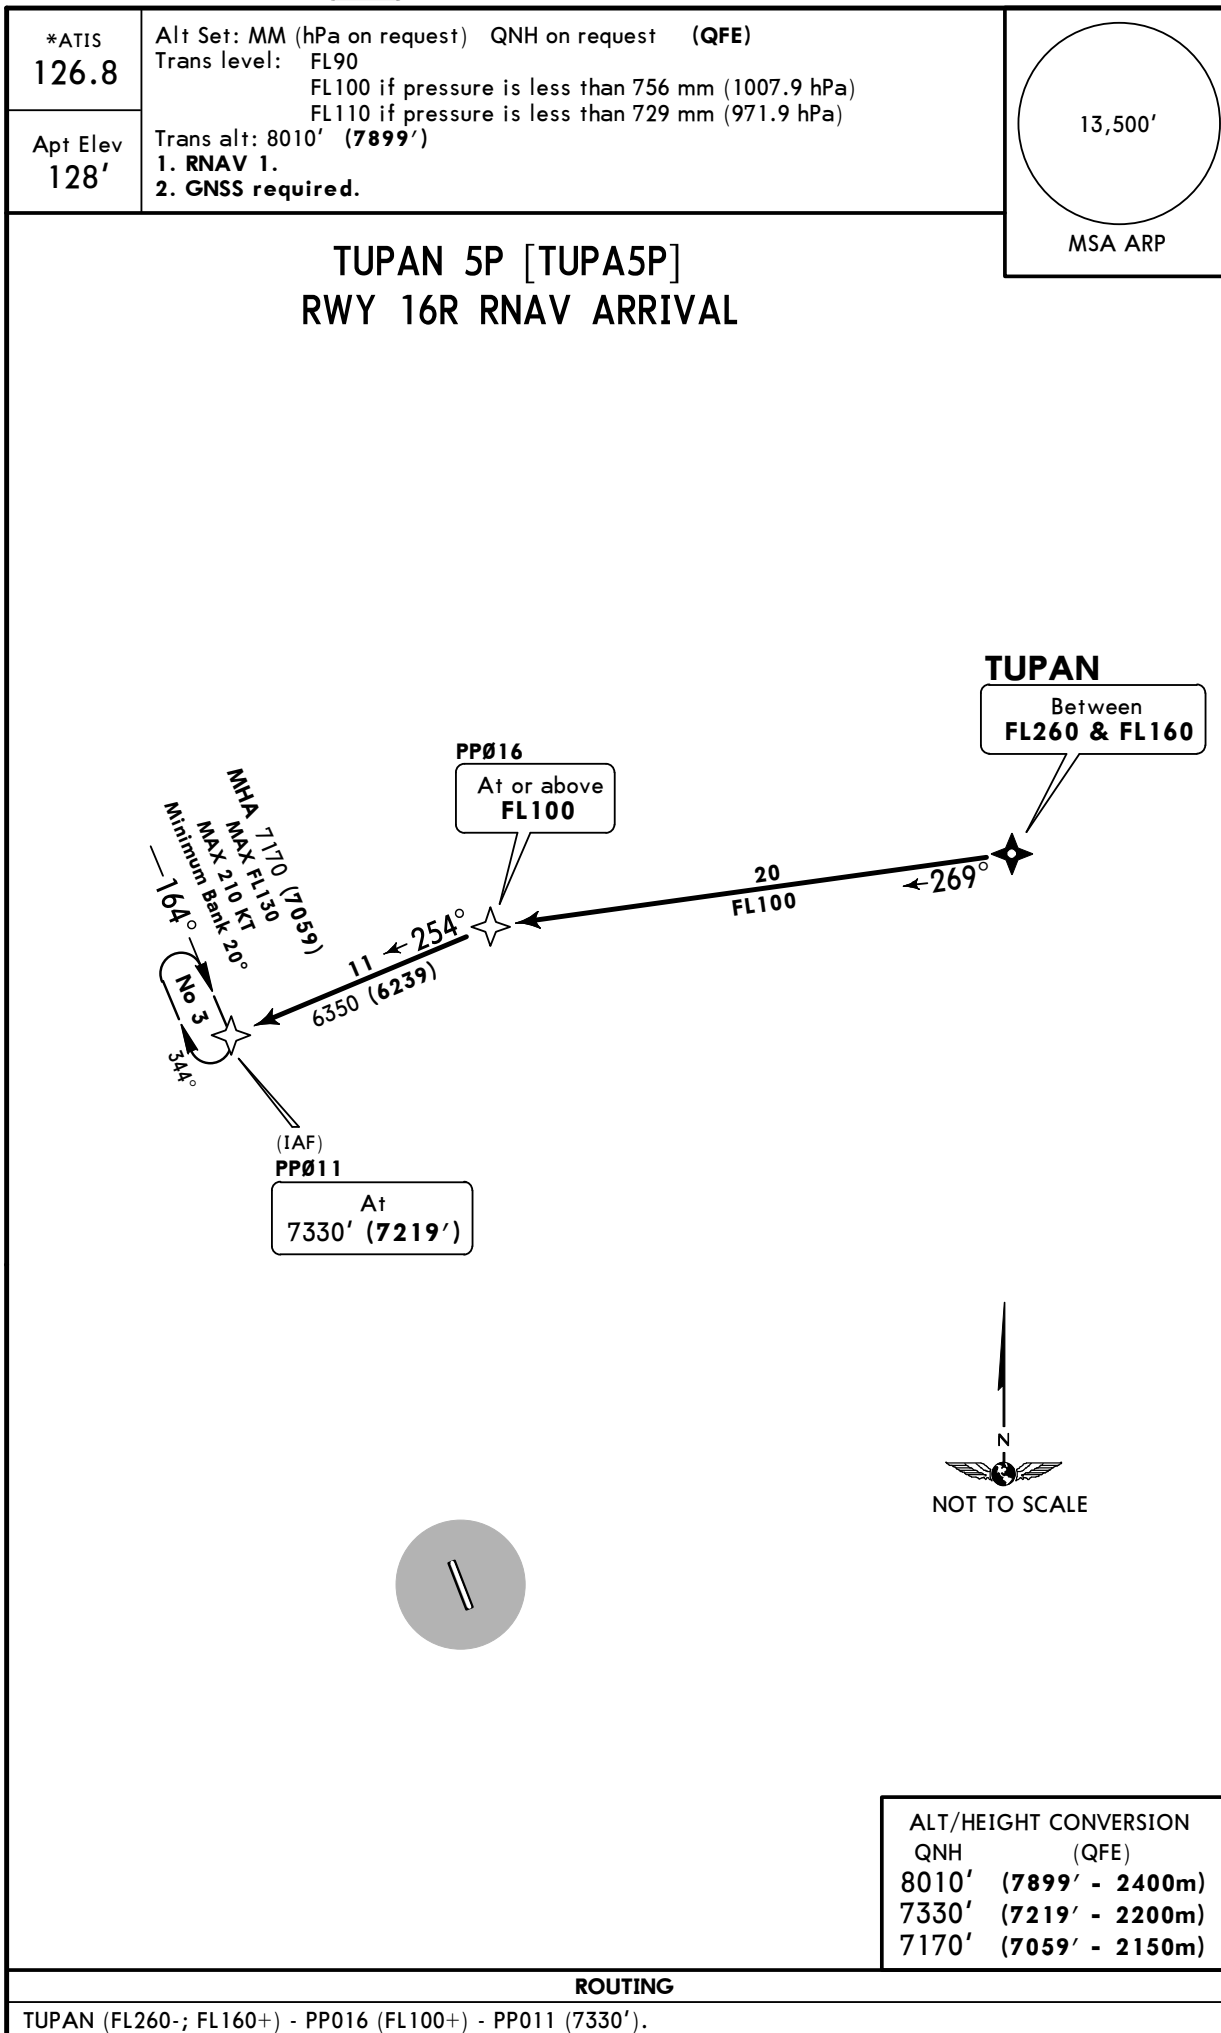 *ATIS
126.8
Apt Elev
128'
Alt Set: MM (hPa on request) QNH on request (QFE)
Trans level: FL90
FL100 if pressure is less than 756 mm (1007.9 hPa)
FL110 if pressure is less than 729 mm (971.9 hPa)
Trans alt: 8010' (7899')
1. RNAV 1.
2. GNSS required.
13,500'
MSA ARP
TUPAN 5P [TUPA5P]
RWY 16R RNAV ARRIVAL
TUPAN
Between
FL260 & FL160
PPØ16
At or above
FL100
20
FL100
269°
254°
11
6350 (6239)
MHA 7170 (7059)
MAX FL130
MAX 210 KT
Minimum Bank 20°
164°
No 3
344°
(IAF)
PPØ11
At
7330' (7219')
N
NOT TO SCALE
ALT/HEIGHT CONVERSION
QNH (QFE)
8010' (7899' - 2400m)
7330' (7219' - 2200m)
7170' (7059' - 2150m)
ROUTING
TUPAN (FL260-; FL160+) - PP016 (FL100+) - PP011 (7330').